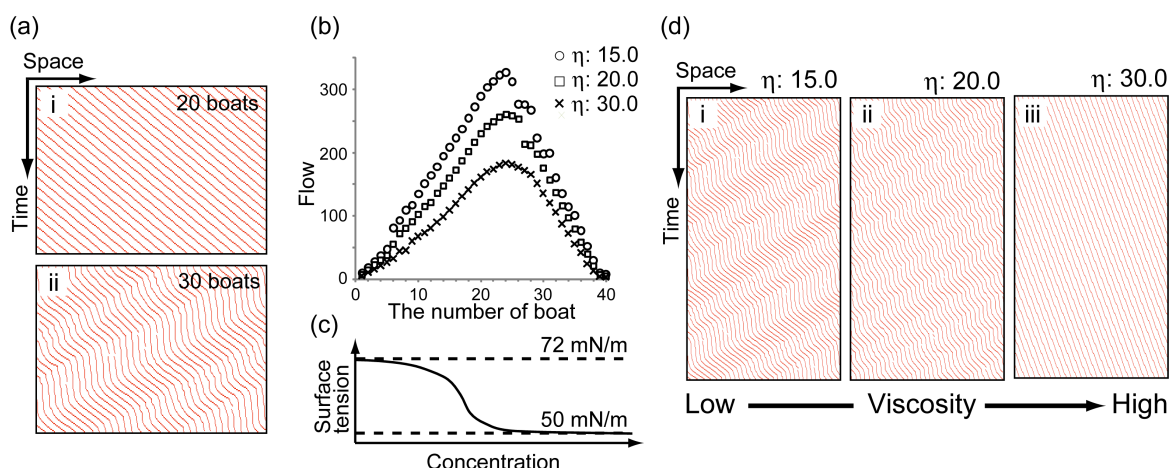 (a)
Space
Time
i
20 boats
ii
30 boats
(b)
Flow
300
200
100
0
0
10
20
30
40
The number of boat
η: 15.0
η: 20.0
η: 30.0
(c)
Surface
tension
72 mN/m
50 mN/m
Concentration
(d)
Space
Time
η: 15.0
η: 20.0
η: 30.0
i
ii
iii
Low
Viscosity
High